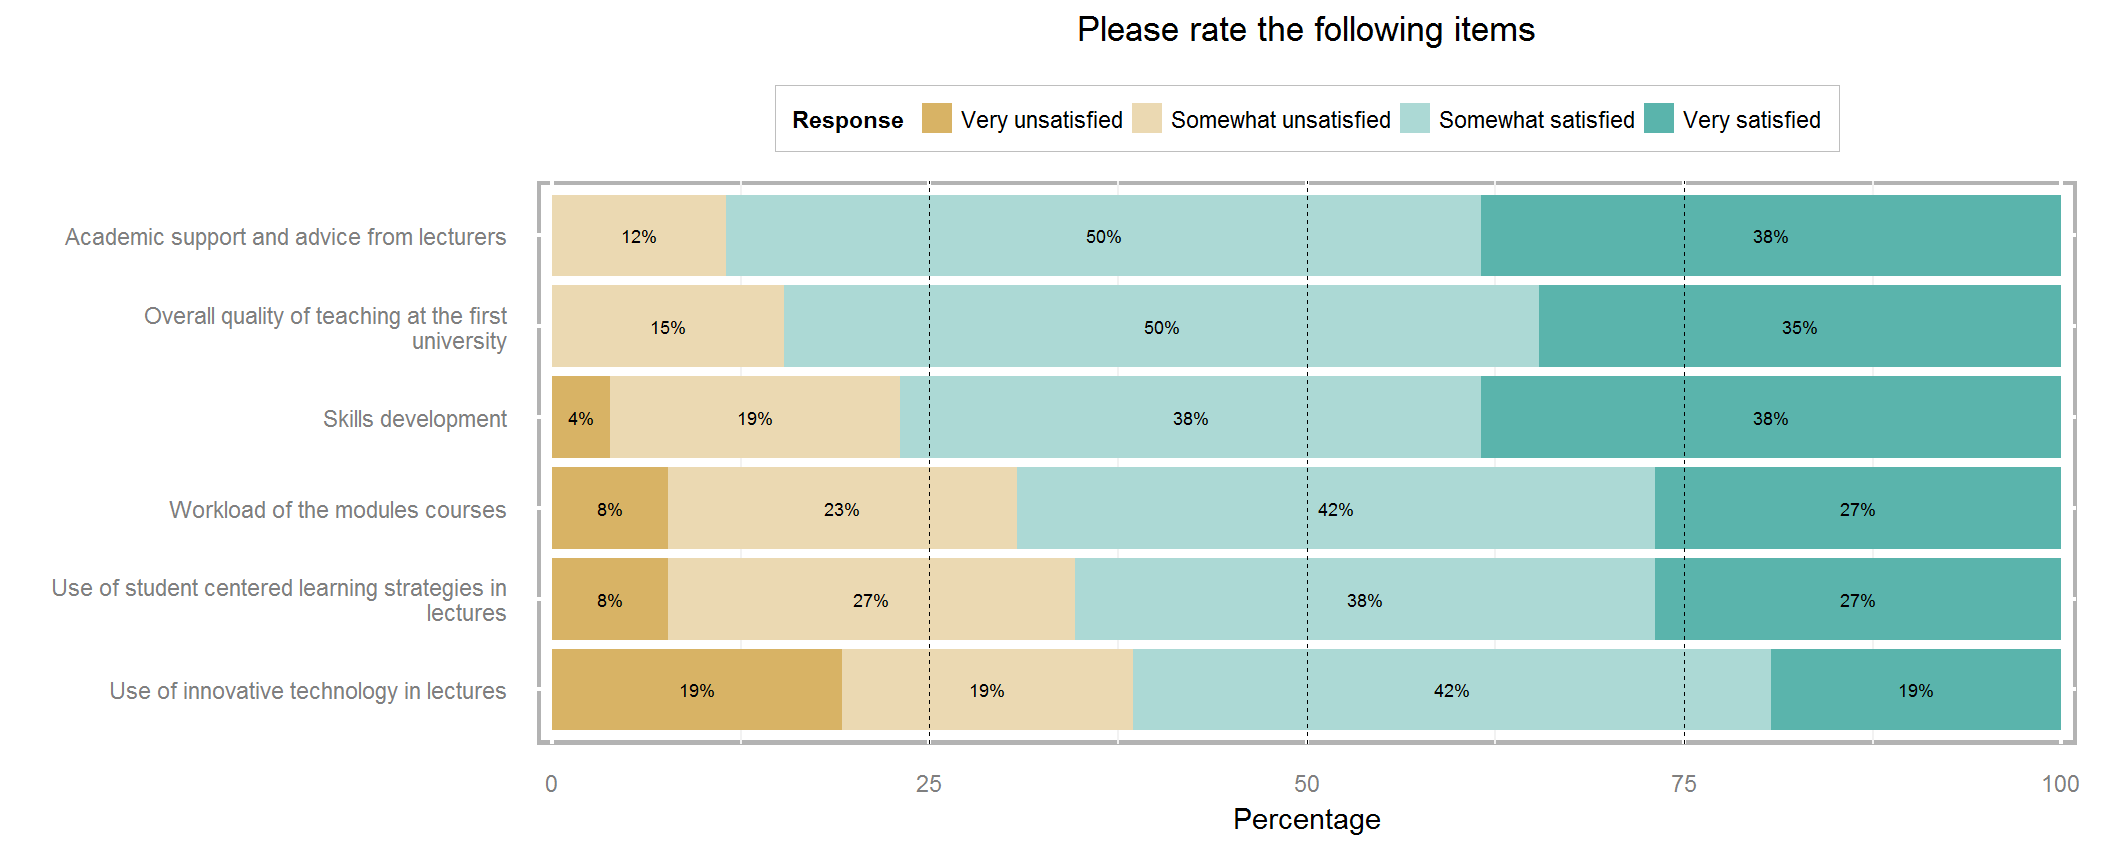 Please rate the following items
Response Very unsatisfied Somewhat unsatisfied Somewhat satisfied Very satisfied
Academic support and advice from lecturers 12% 50% 38%
Overall quality of teaching at the first
university
15% 50% 35%
Skills development 4% 19% 38% 38%
Workload of the modules courses 8% 23% 42% 27%
Use of student centered learning strategies in
lectures
8% 27% 38% 27%
Use of innovative technology in lectures 19% 19% 42% 19%
0 25 50 75 100
Percentage